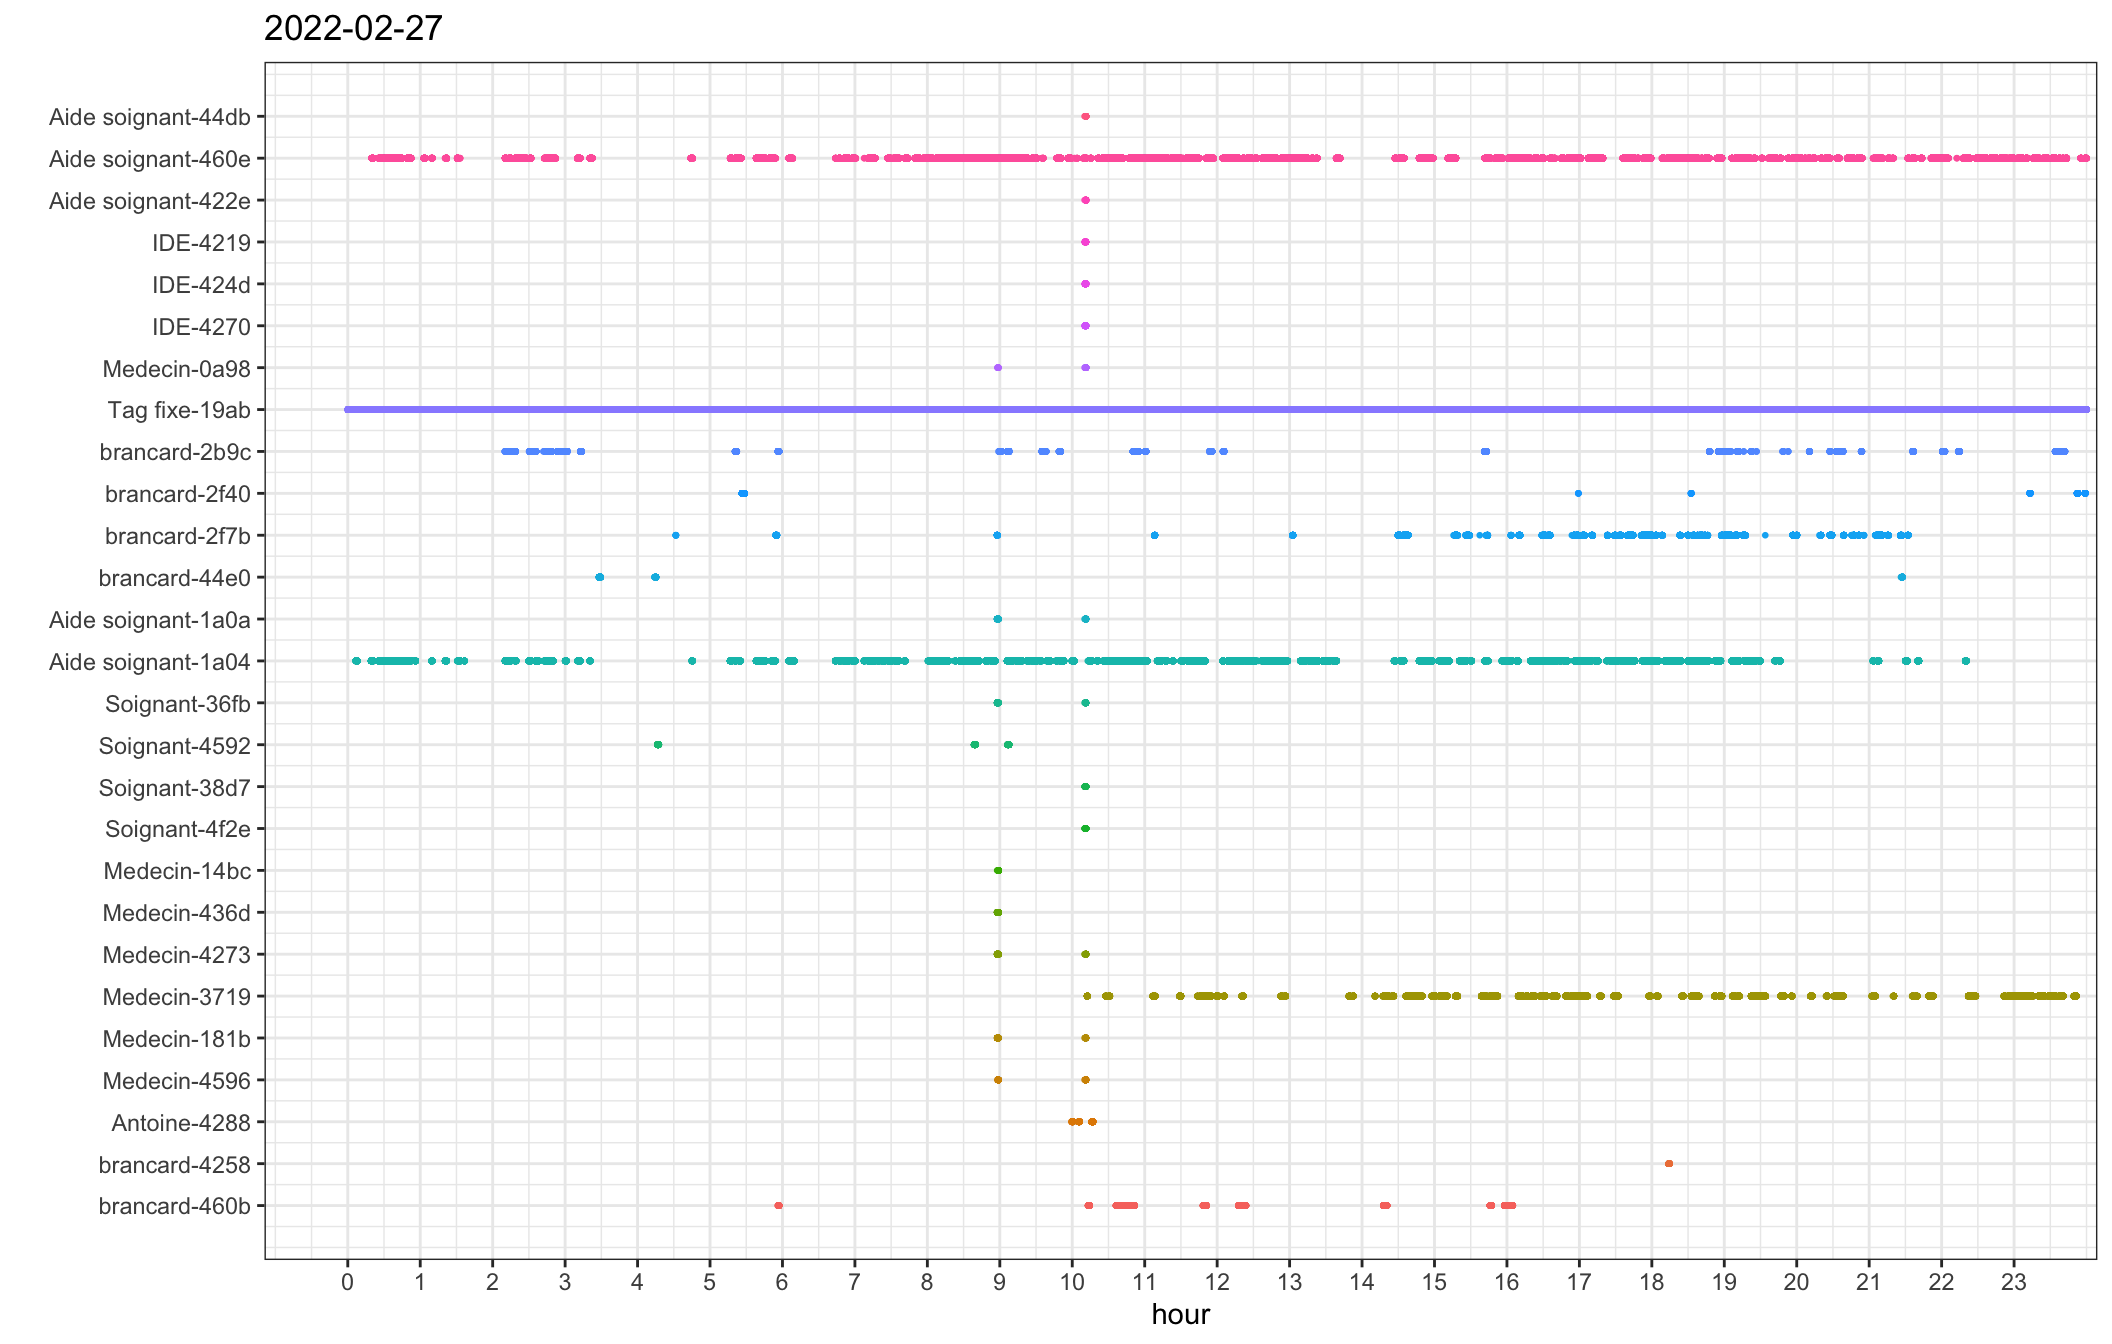 2022-02-27
Aide soignant-44db
Aide soignant-460e
Aide soignant-422e
IDE-4219
IDE-424d
IDE-4270
Medecin-0a98
Tag fixe-19ab
brancard-2b9c
brancard-2f40
brancard-2f7b
brancard-44e0
Aide soignant-1a0a
Aide soignant-1a04
Soignant-36fb
Soignant-4592
Soignant-38d7
Soignant-4f2e
Medecin-14bc
Medecin-436d
Medecin-4273
Medecin-3719
Medecin-181b
Medecin-4596
Antoine-4288
brancard-4258
brancard-460b
0 1 2 3 4 5 6 7 8 9 10 11 12 13 14 15 16 17 18 19 20 21 22 23
hour